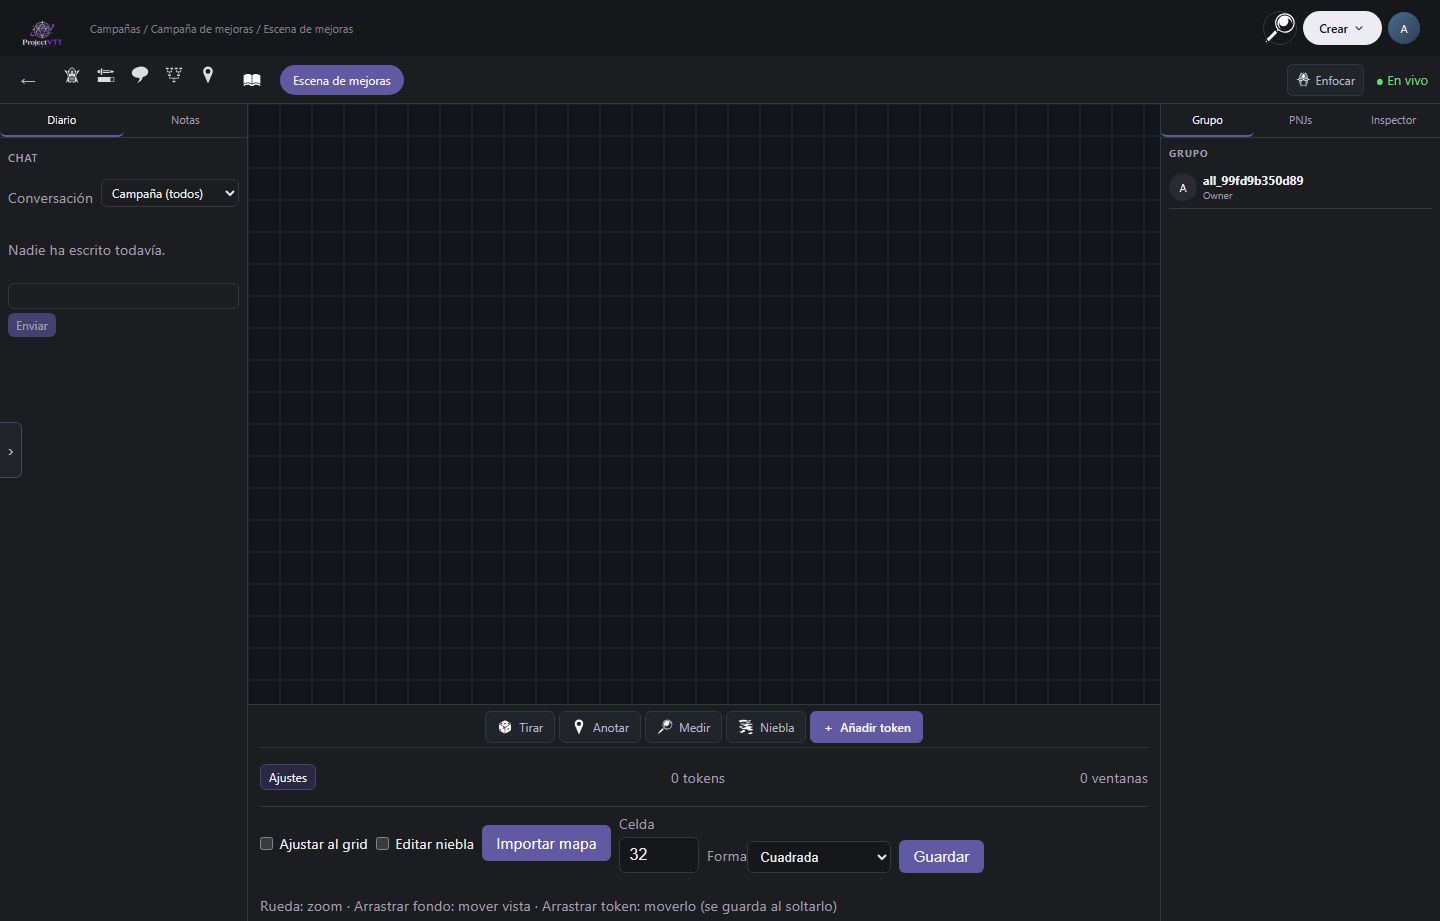 ProjectVTT
Campañas / Campaña de mejoras / Escena de mejoras
Crear
A
Escena de mejoras
Enfocar
En vivo
Diario
Notas
CHAT
Conversación
Campaña (todos)
Nadie ha escrito todavía.
Enviar
Grupo
PNJs
Inspector
GRUPO
A
all_99fd9b350d89
Owner
Tirar
Anotar
Medir
Niebla
+ Añadir token
Ajustes
0 tokens
0 ventanas
Ajustar al grid
Editar niebla
Importar mapa
Celda
32
Forma
Cuadrada
Guardar
Rueda: zoom · Arrastrar fondo: mover vista · Arrastrar token: moverlo (se guarda al soltarlo)